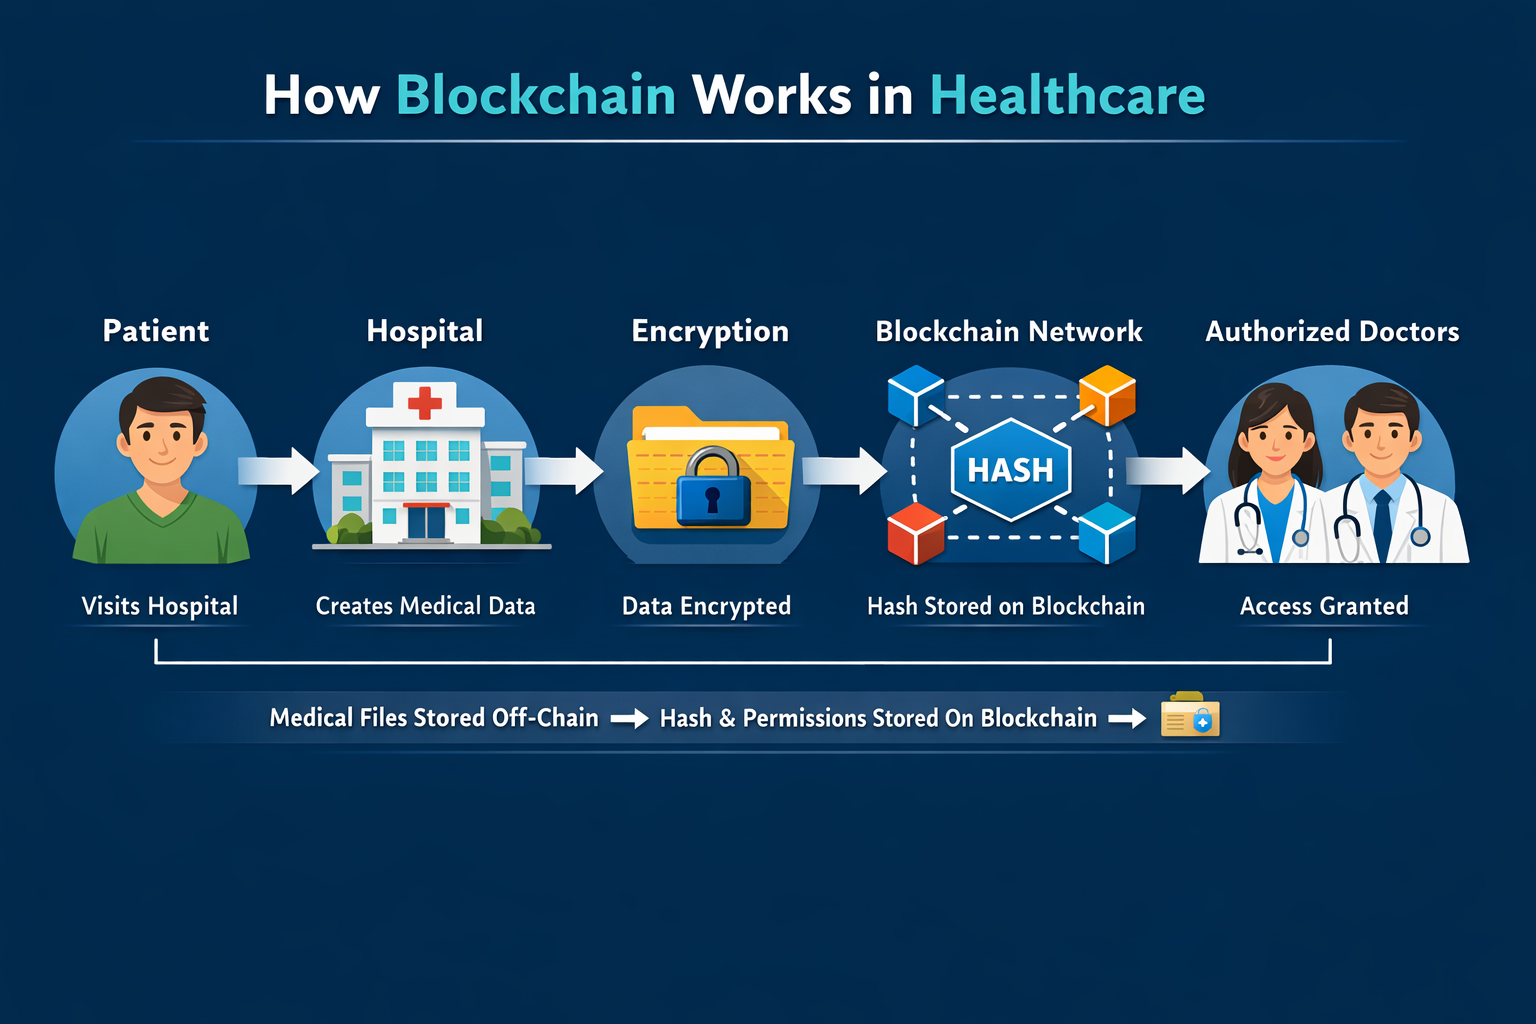 How Blockchain Works in Healthcare
Patient
Hospital
Encryption
Blockchain Network
Authorized Doctors
HASH
Visits Hospital
Creates Medical Data
Data Encrypted
Hash Stored on Blockchain
Access Granted
Medical Files Stored Off-Chain
Hash & Permissions Stored On Blockchain